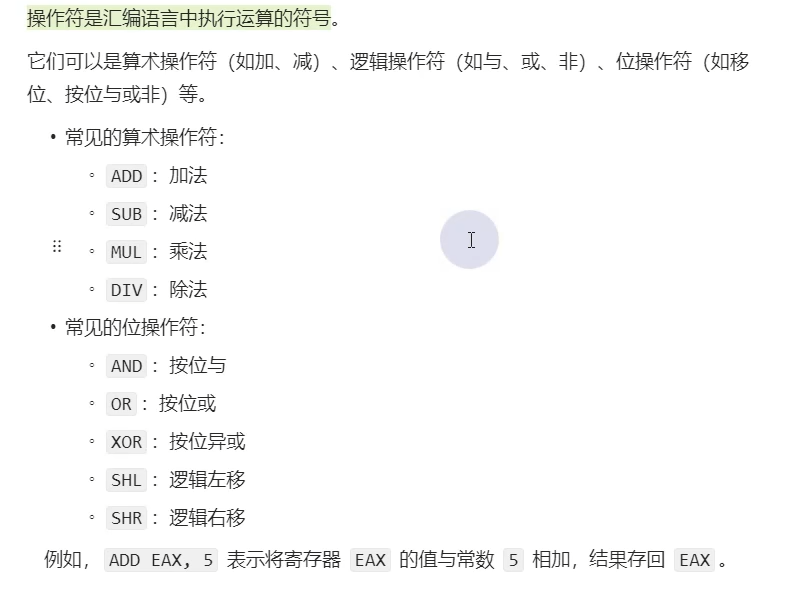 操作符是汇编语言中执行运算的符号。
它们可以是算术操作符（如加、减）、逻辑操作符（如与、或、非）、位操作符（如移
位、按位与或非）等。
• 常见的算术操作符：
◦ ADD： 加法
◦ SUB： 减法
◦ MUL： 乘法
◦ DIV： 除法
• 常见的位操作符：
◦ AND： 按位与
◦ OR： 按位或
◦ XOR： 按位异或
◦ SHL： 逻辑左移
◦ SHR： 逻辑右移
例如， ADD EAX, 5 表示将寄存器 EAX 的值与常数 5 相加，结果存回 EAX 。